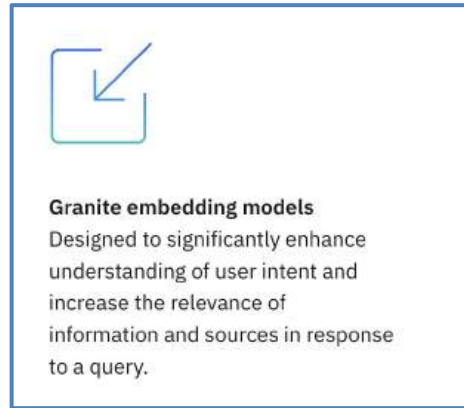 Granite embedding models
Designed to significantly enhance
understanding of user intent and
increase the relevance of
information and sources in response
to a query.